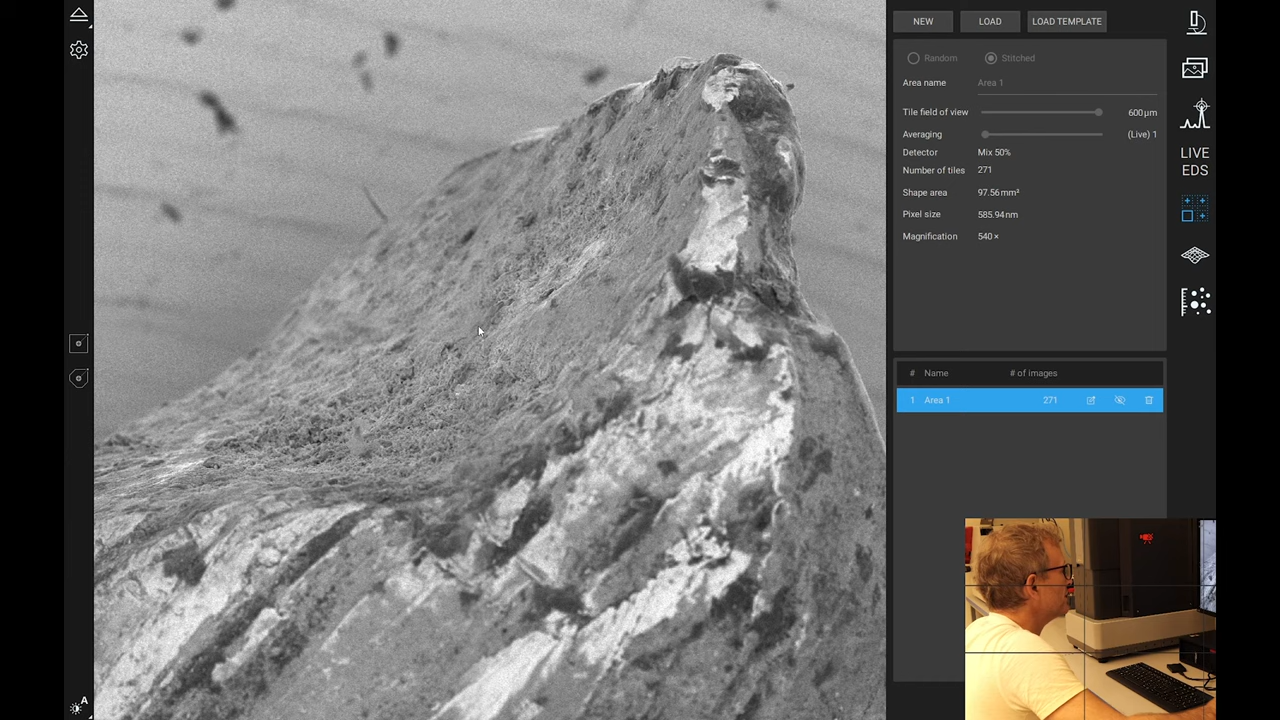 NEW LOAD LOAD TEMPLATE
Random Stitched
Area name Area 1
Tile field of view 600 µm
Averaging (Live) 1
Detector Mix 50%
Number of tiles 271
Shape area 97.56 mm²
Pixel size 585.94 nm
Magnification 540 ×
LIVE
EDS
# Name # of images
1 Area 1 271
A